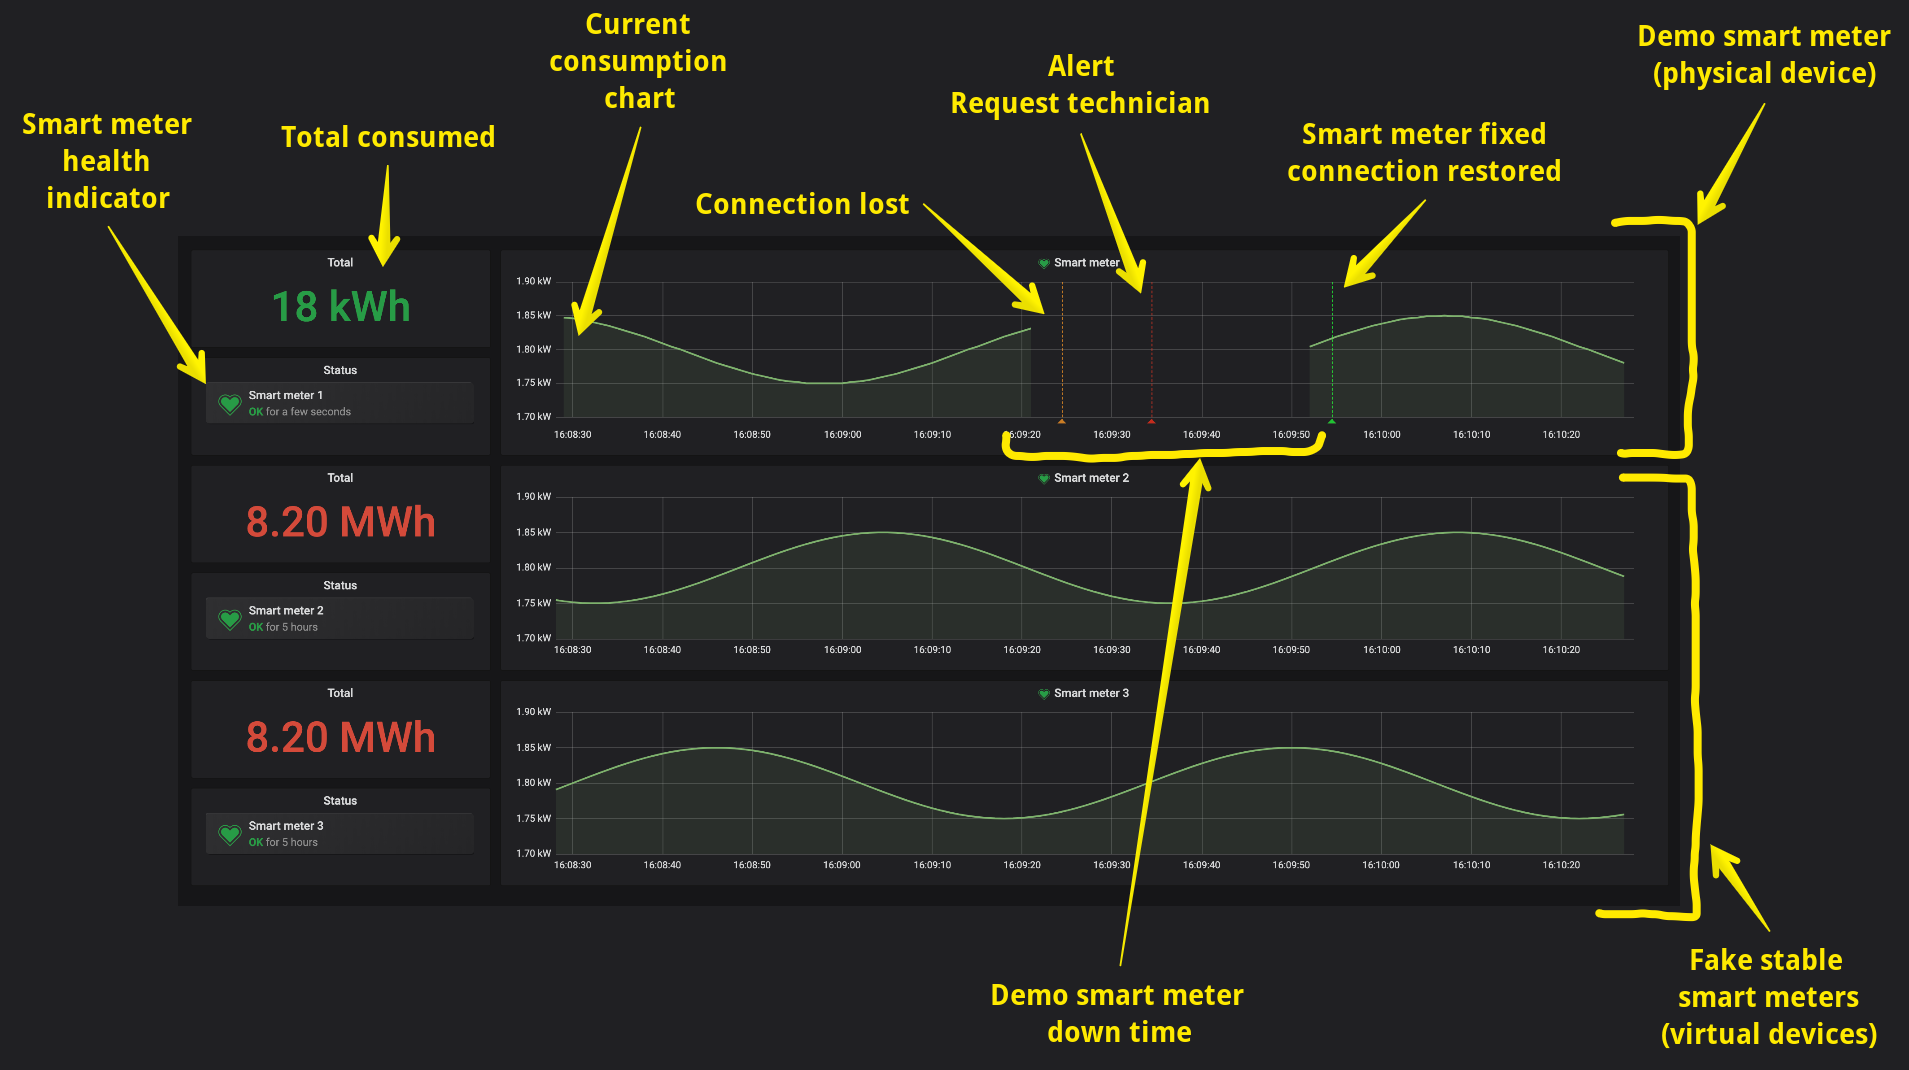 Current
consumption
chart
Alert
Request technician
Demo smart meter
(physical device)
Smart meter
health
indicator
Total consumed
Connection lost
Smart meter fixed
connection restored
Total
18 kWh
Status
Smart meter 1
OK for a few seconds
Smart meter
1.90 kW
1.85 kW
1.80 kW
1.75 kW
1.70 kW
16:08:30 16:08:40 16:08:50 16:09:00 16:09:10 16:09:20 16:09:30 16:09:40 16:09:50 16:10:00 16:10:10 16:10:20
Total
8.20 MWh
Status
Smart meter 2
OK for 5 hours
Smart meter 2
1.90 kW
1.85 kW
1.80 kW
1.75 kW
1.70 kW
16:08:30 16:08:40 16:08:50 16:09:00 16:09:10 16:09:20 16:09:30 16:09:40 16:09:50 16:10:00 16:10:10 16:10:20
Total
8.20 MWh
Status
Smart meter 3
OK for 5 hours
Smart meter 3
1.90 kW
1.85 kW
1.80 kW
1.75 kW
1.70 kW
16:08:30 16:08:40 16:08:50 16:09:00 16:09:10 16:09:20 16:09:30 16:09:40 16:09:50 16:10:00 16:10:10 16:10:20
Demo smart meter
down time
Fake stable
smart meters
(virtual devices)